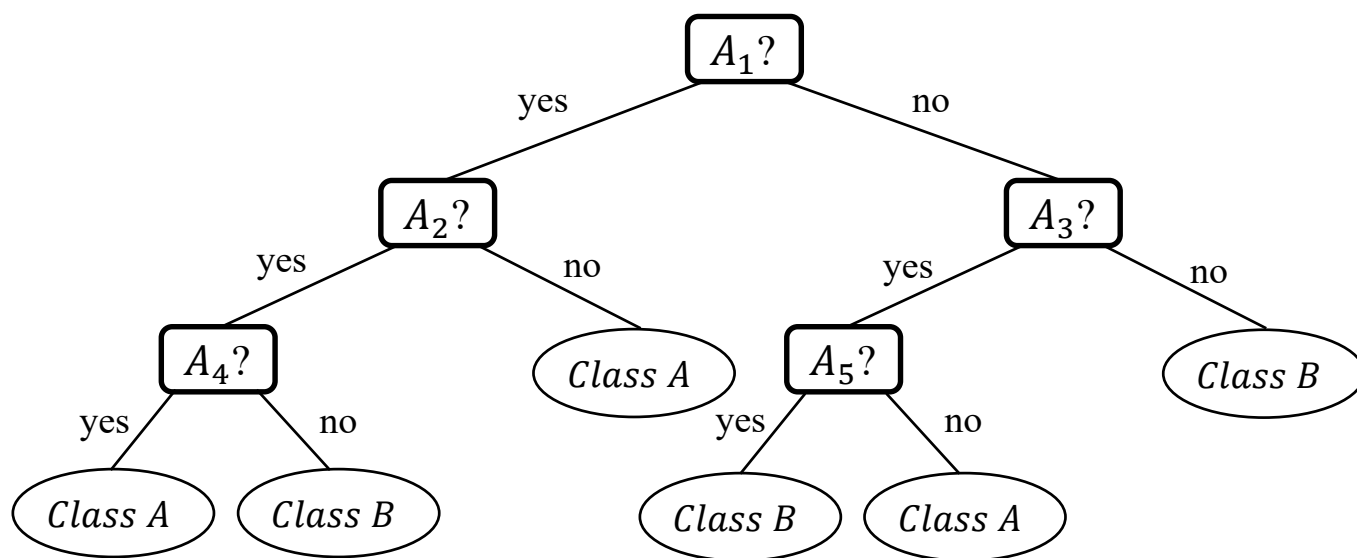 A₁?
yes no
A₂? A₃?
yes no yes no
A₄? Class A A₅? Class B
yes no yes no
Class A Class B Class B Class A